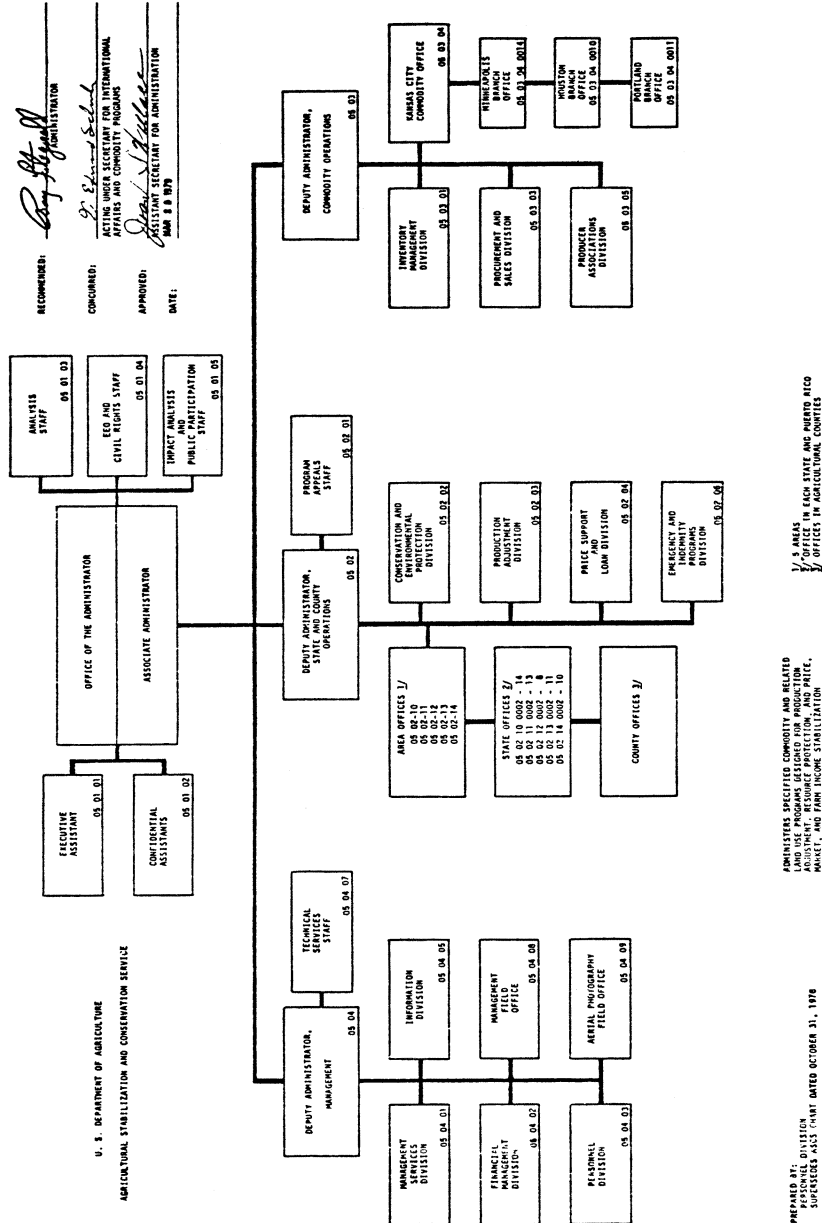 U. S. DEPARTMENT OF AGRICULTURE
AGRICULTURAL STABILIZATION AND CONSERVATION SERVICE
RECOMMENDED:
ADMINISTRATOR
CONCURRED:
ACTING UNDER SECRETARY FOR INTERNATIONAL
AFFAIRS AND COMMODITY PROGRAMS
APPROVED:
ASSISTANT SECRETARY FOR ADMINISTRATION
DATE:
MAR 1979
EXECUTIVE
ASSISTANT
05 01 01
CONFIDENTIAL
ASSISTANTS
05 01 02
OFFICE OF THE ADMINISTRATOR
ASSOCIATE ADMINISTRATOR
ANALYSIS
STAFF
05 01 03
EEO AND
CIVIL RIGHTS STAFF
05 01 04
IMPACT ANALYSIS
AND
PUBLIC PARTICIPATION
STAFF
05 01 05
DEPUTY ADMINISTRATOR,
MANAGEMENT
05 04
TECHNICAL
SERVICES
STAFF
05 04 07
MANAGEMENT
SERVICES
DIVISION
05 04 01
INFORMATION
DIVISION
05 04 05
FINANCIAL
MANAGEMENT
DIVISION
05 04 02
MANAGEMENT
FIELD
OFFICE
05 04 08
PERSONNEL
DIVISION
05 04 03
AERIAL PHOTOGRAPHY
FIELD OFFICE
05 04 09
DEPUTY ADMINISTRATOR,
STATE AND COUNTY
OPERATIONS
05 02
PROGRAM
APPEALS
STAFF
05 02 01
AREA OFFICES 1/
05 02-10
05 02-11
05 02-12
05 02-13
05 02-14
CONSERVATION AND
ENVIRONMENTAL
PROTECTION
DIVISION
05 02 02
STATE OFFICES 2/
05 02 10 0002 - 14
05 02 11 0002 - 13
05 02 12 0002 - 8
05 02 13 0002 - 11
05 02 14 0002 - 10
PRODUCTION
ADJUSTMENT
DIVISION
05 02 03
COUNTY OFFICES 3/
PRICE SUPPORT
AND
LOAN DIVISION
05 02 04
EMERGENCY AND
INDEMNITY
PROGRAMS
DIVISION
05 02 06
DEPUTY ADMINISTRATOR,
COMMODITY OPERATIONS
05 03
INVENTORY
MANAGEMENT
DIVISION
05 03 01
KANSAS CITY
COMMODITY OFFICE
05 03 04
PROCUREMENT AND
SALES DIVISION
05 03 03
MINNEAPOLIS
BRANCH
OFFICE
05 03 04 0014
PRODUCER
ASSOCIATIONS
DIVISION
05 03 05
HOUSTON
BRANCH
OFFICE
05 03 04 0010
PORTLAND
BRANCH
OFFICE
05 03 04 0011
PREPARED BY:
PERSONNEL DIVISION
SUPERSEDES ASCS CHART DATED OCTOBER 31, 1978
ADMINISTERS SPECIFIED COMMODITY AND RELATED
LAND USE PROGRAMS DESIGNED FOR PRODUCTION
ADJUSTMENT, RESOURCE PROTECTION, AND PRICE,
MARKET, AND FARM INCOME STABILIZATION
1/ 5 AREAS
2/ OFFICE IN EACH STATE AND PUERTO RICO
3/ OFFICES IN AGRICULTURAL COUNTIES